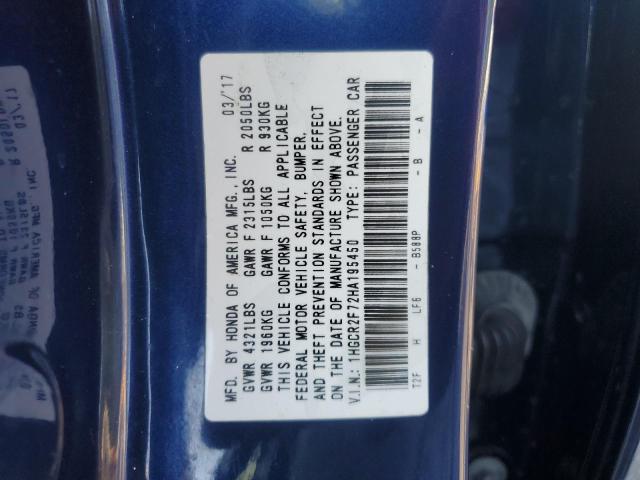 MFD. BY HONDA OF AMERICA MFG., INC. 03/'17
GVWR 4321LBS GAWR F 2315LBS R 2050LBS
GVWR 1960KG GAWR F 1050KG R 930KG
THIS VEHICLE CONFORMS TO ALL APPLICABLE
FEDERAL MOTOR VEHICLE SAFETY, BUMPER,
AND THEFT PREVENTION STANDARDS IN EFFECT
ON THE DATE OF MANUFACTURE SHOWN ABOVE.
V.I.N.: 1HGCR2F72HA195450 TYPE: PASSENGER CAR
T2F H LF6 - B588P - B - A